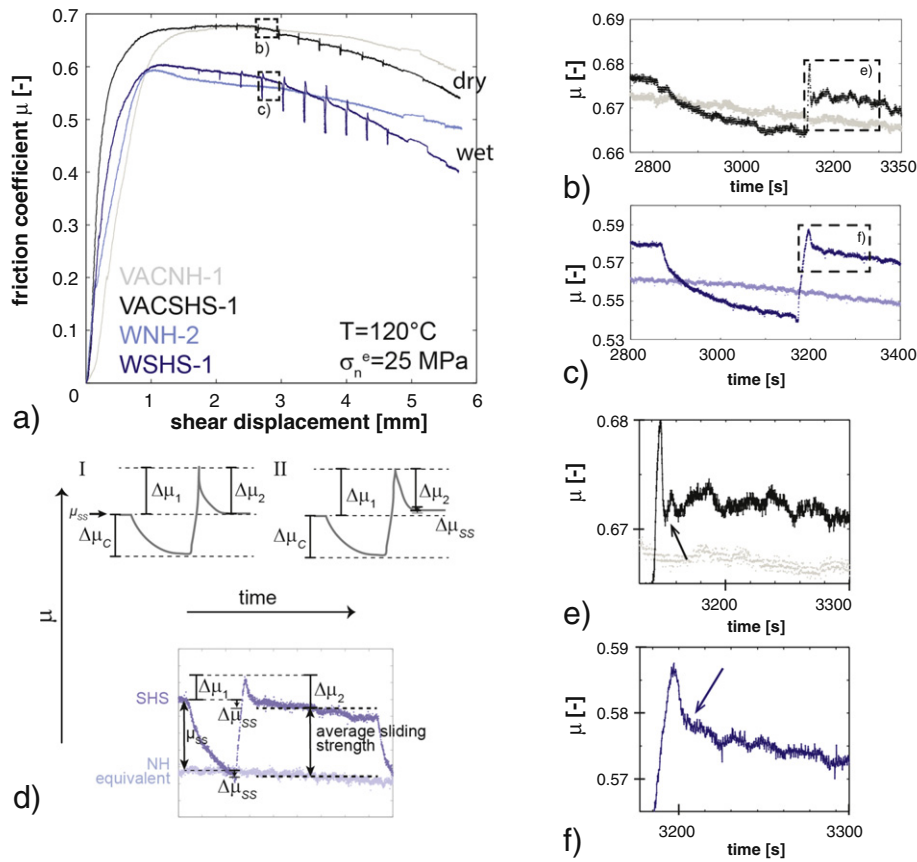 0.7
0.6
0.5
0.4
0.3
0.2
0.1
0
friction coefficient μ [-]
b)
c)
dry
wet
VACNH-1
VACSHS-1
WNH-2
WSHS-1
T=120°C
σn e=25 MPa
0 1 2 3 4 5 6
shear displacement [mm]
a)
0.68
0.67
0.66
μ [-]
e)
2800 3000 3200 3350
time [s]
b)
0.59
0.57
0.55
0.53
μ [-]
f)
2800 3000 3200 3400
time [s]
c)
I II
μSS
Δμ1
Δμ2
ΔμC
Δμ1
Δμ2
ΔμSS
ΔμC
time
μ
SHS
NH
equivalent
Δμ1
ΔμSS
μSS
ΔμSS
Δμ2
average sliding
strength
d)
0.68
0.67
μ [-]
3200 3300
time [s]
e)
0.59
0.58
0.57
μ [-]
3200 3300
time [s]
f)